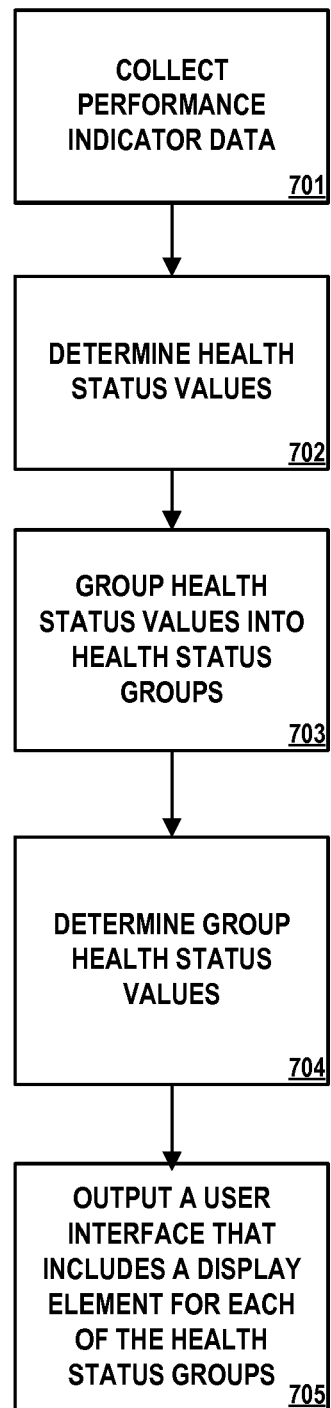 COLLECT
PERFORMANCE
INDICATOR DATA
701
DETERMINE HEALTH
STATUS VALUES
702
GROUP HEALTH
STATUS VALUES INTO
HEALTH STATUS
GROUPS
703
DETERMINE GROUP
HEALTH STATUS
VALUES
704
OUTPUT A USER
INTERFACE THAT
INCLUDES A DISPLAY
ELEMENT FOR EACH
OF THE HEALTH
STATUS GROUPS
705